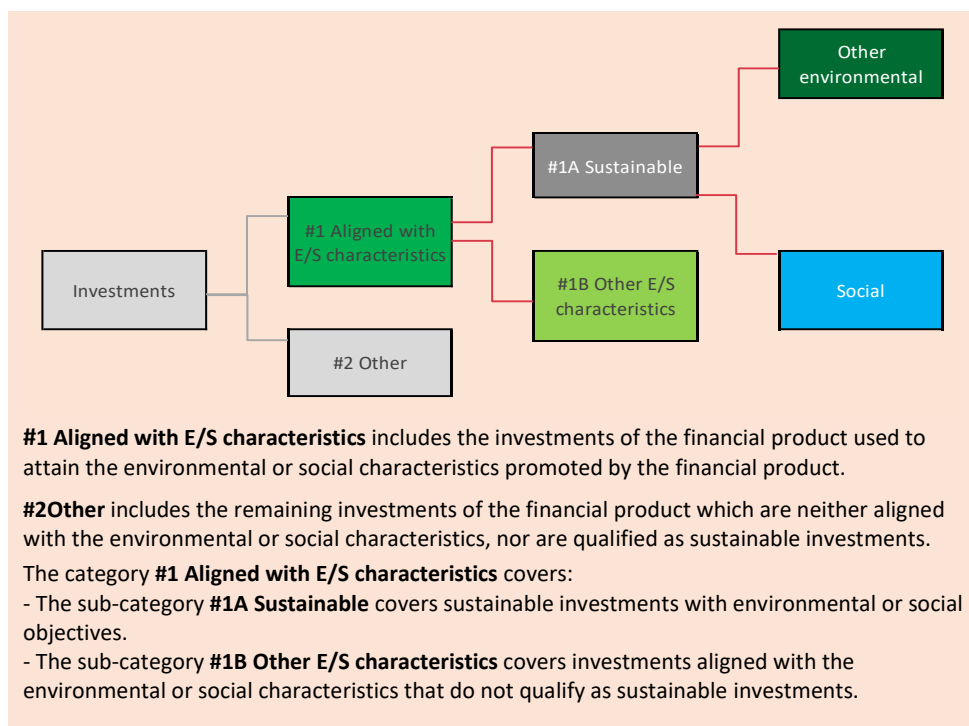 Other
environmental
#1A Sustainable
#1 Aligned with
E/S characteristics
Investments
#1B Other E/S
characteristics
Social
#2 Other
#1 Aligned with E/S characteristics includes the investments of the financial product used to
attain the environmental or social characteristics promoted by the financial product.
#2Other includes the remaining investments of the financial product which are neither aligned
with the environmental or social characteristics, nor are qualified as sustainable investments.
The category #1 Aligned with E/S characteristics covers:
- The sub-category #1A Sustainable covers sustainable investments with environmental or social
objectives.
- The sub-category #1B Other E/S characteristics covers investments aligned with the
environmental or social characteristics that do not qualify as sustainable investments.